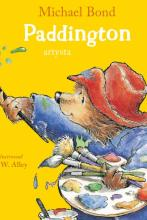 Michael Bond
Paddington
artysta
ilustrował
R. W. Alley